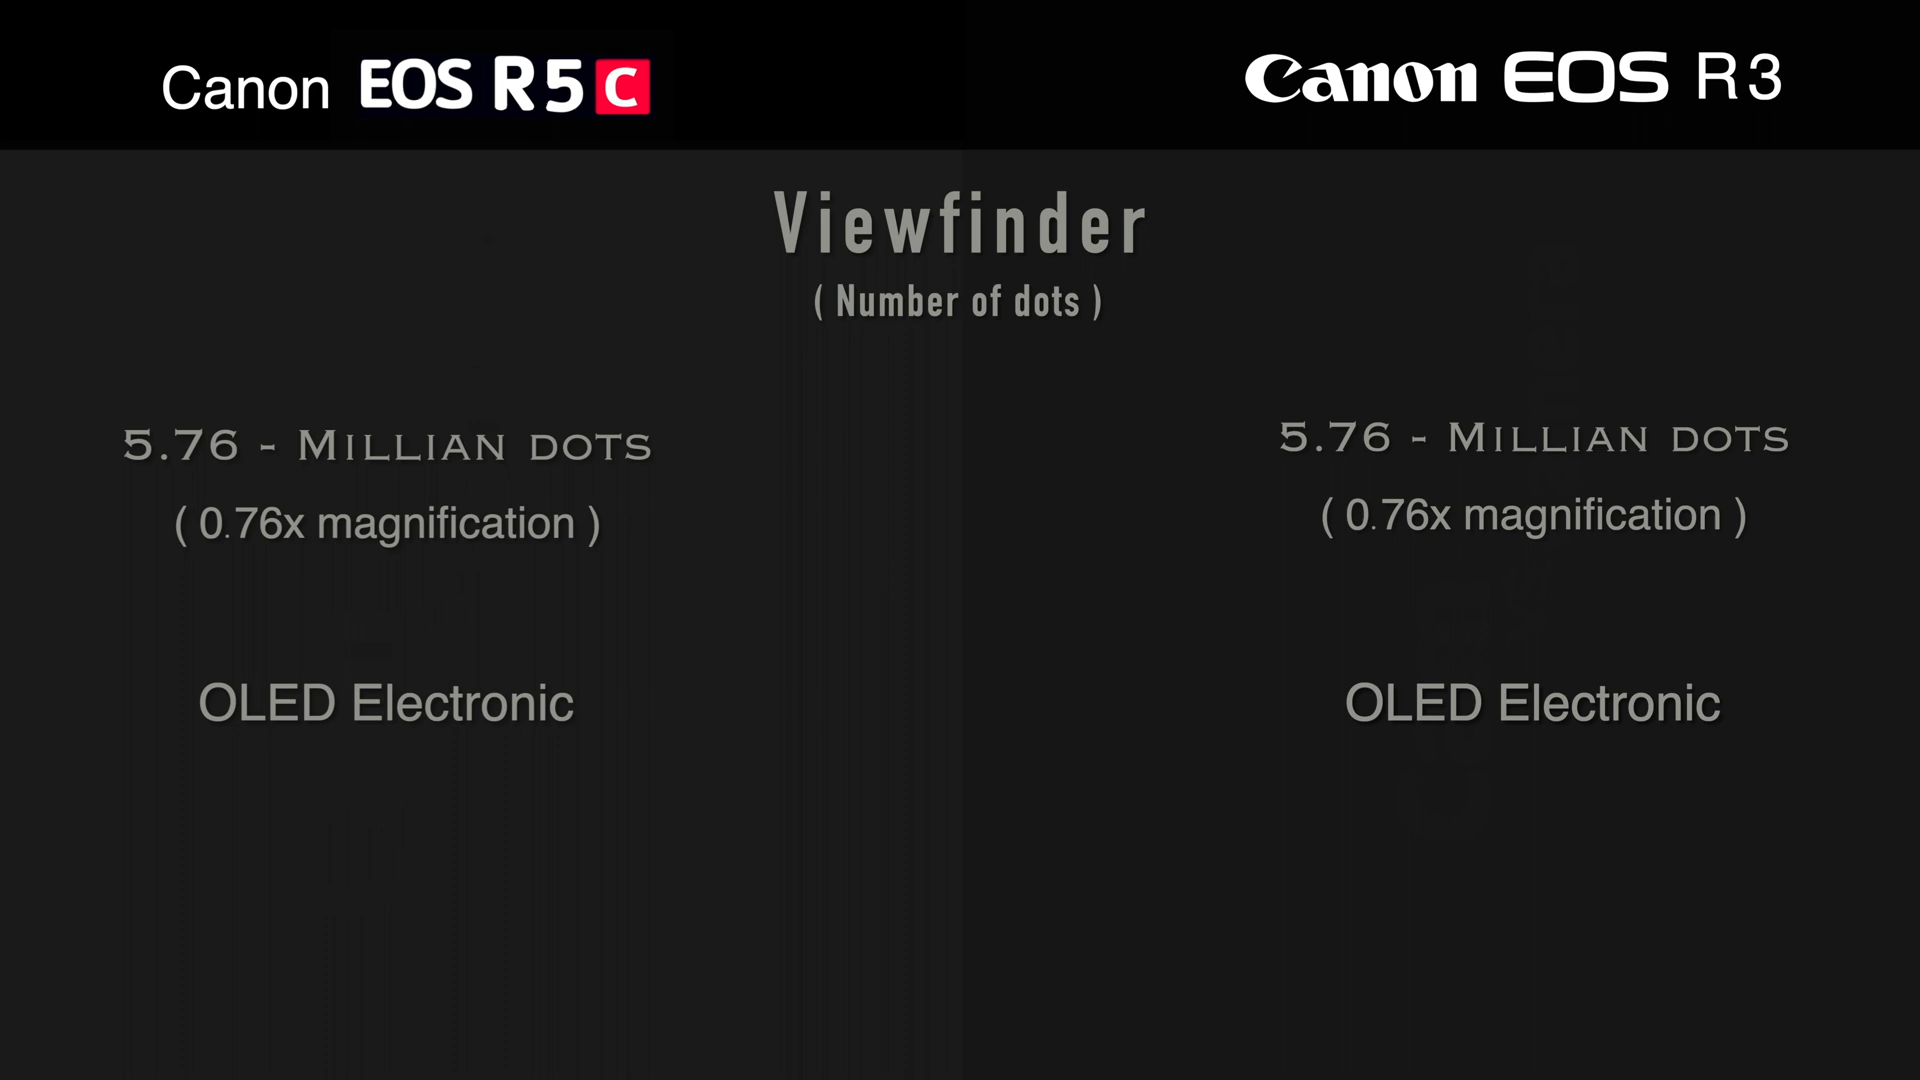 Canon EOS R5 C
Canon EOS R3
Viewfinder
( Number of dots )
5.76 - Millian dots
( 0.76x magnification )
OLED Electronic
5.76 - Millian dots
( 0.76x magnification )
OLED Electronic